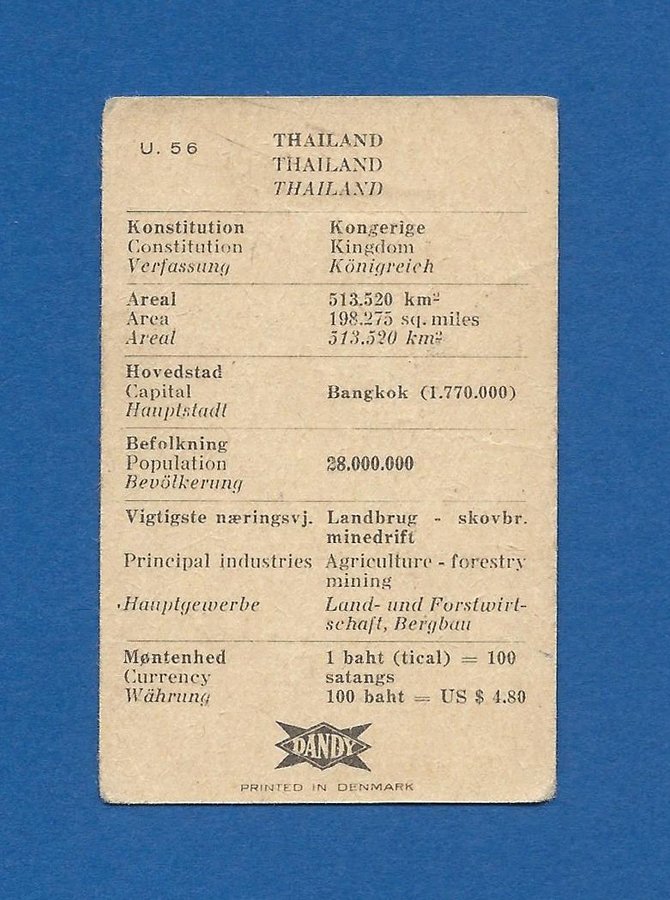 U. 56
THAILAND
THAILAND
THAILAND
Konstitution Kongerige
Constitution Kingdom
Verfassung Königreich
Areal 513.520 km²
Area 198.275 sq. miles
Areal 513.520 km²
Hovedstad
Capital Bangkok (1.770.000)
Hauptstadt
Befolkning
Population 28.000.000
Bevölkerung
Vigtigste næringsvj. Landbrug - skovbr.
minedrift
Principal industries Agriculture - forestry
mining
Hauptgewerbe Land- und Forstwirt-
schaft, Bergbau
Møntenhed 1 baht (tical) = 100
Currency satangs
Währung 100 baht = US $ 4.80
DANDY
PRINTED IN DENMARK